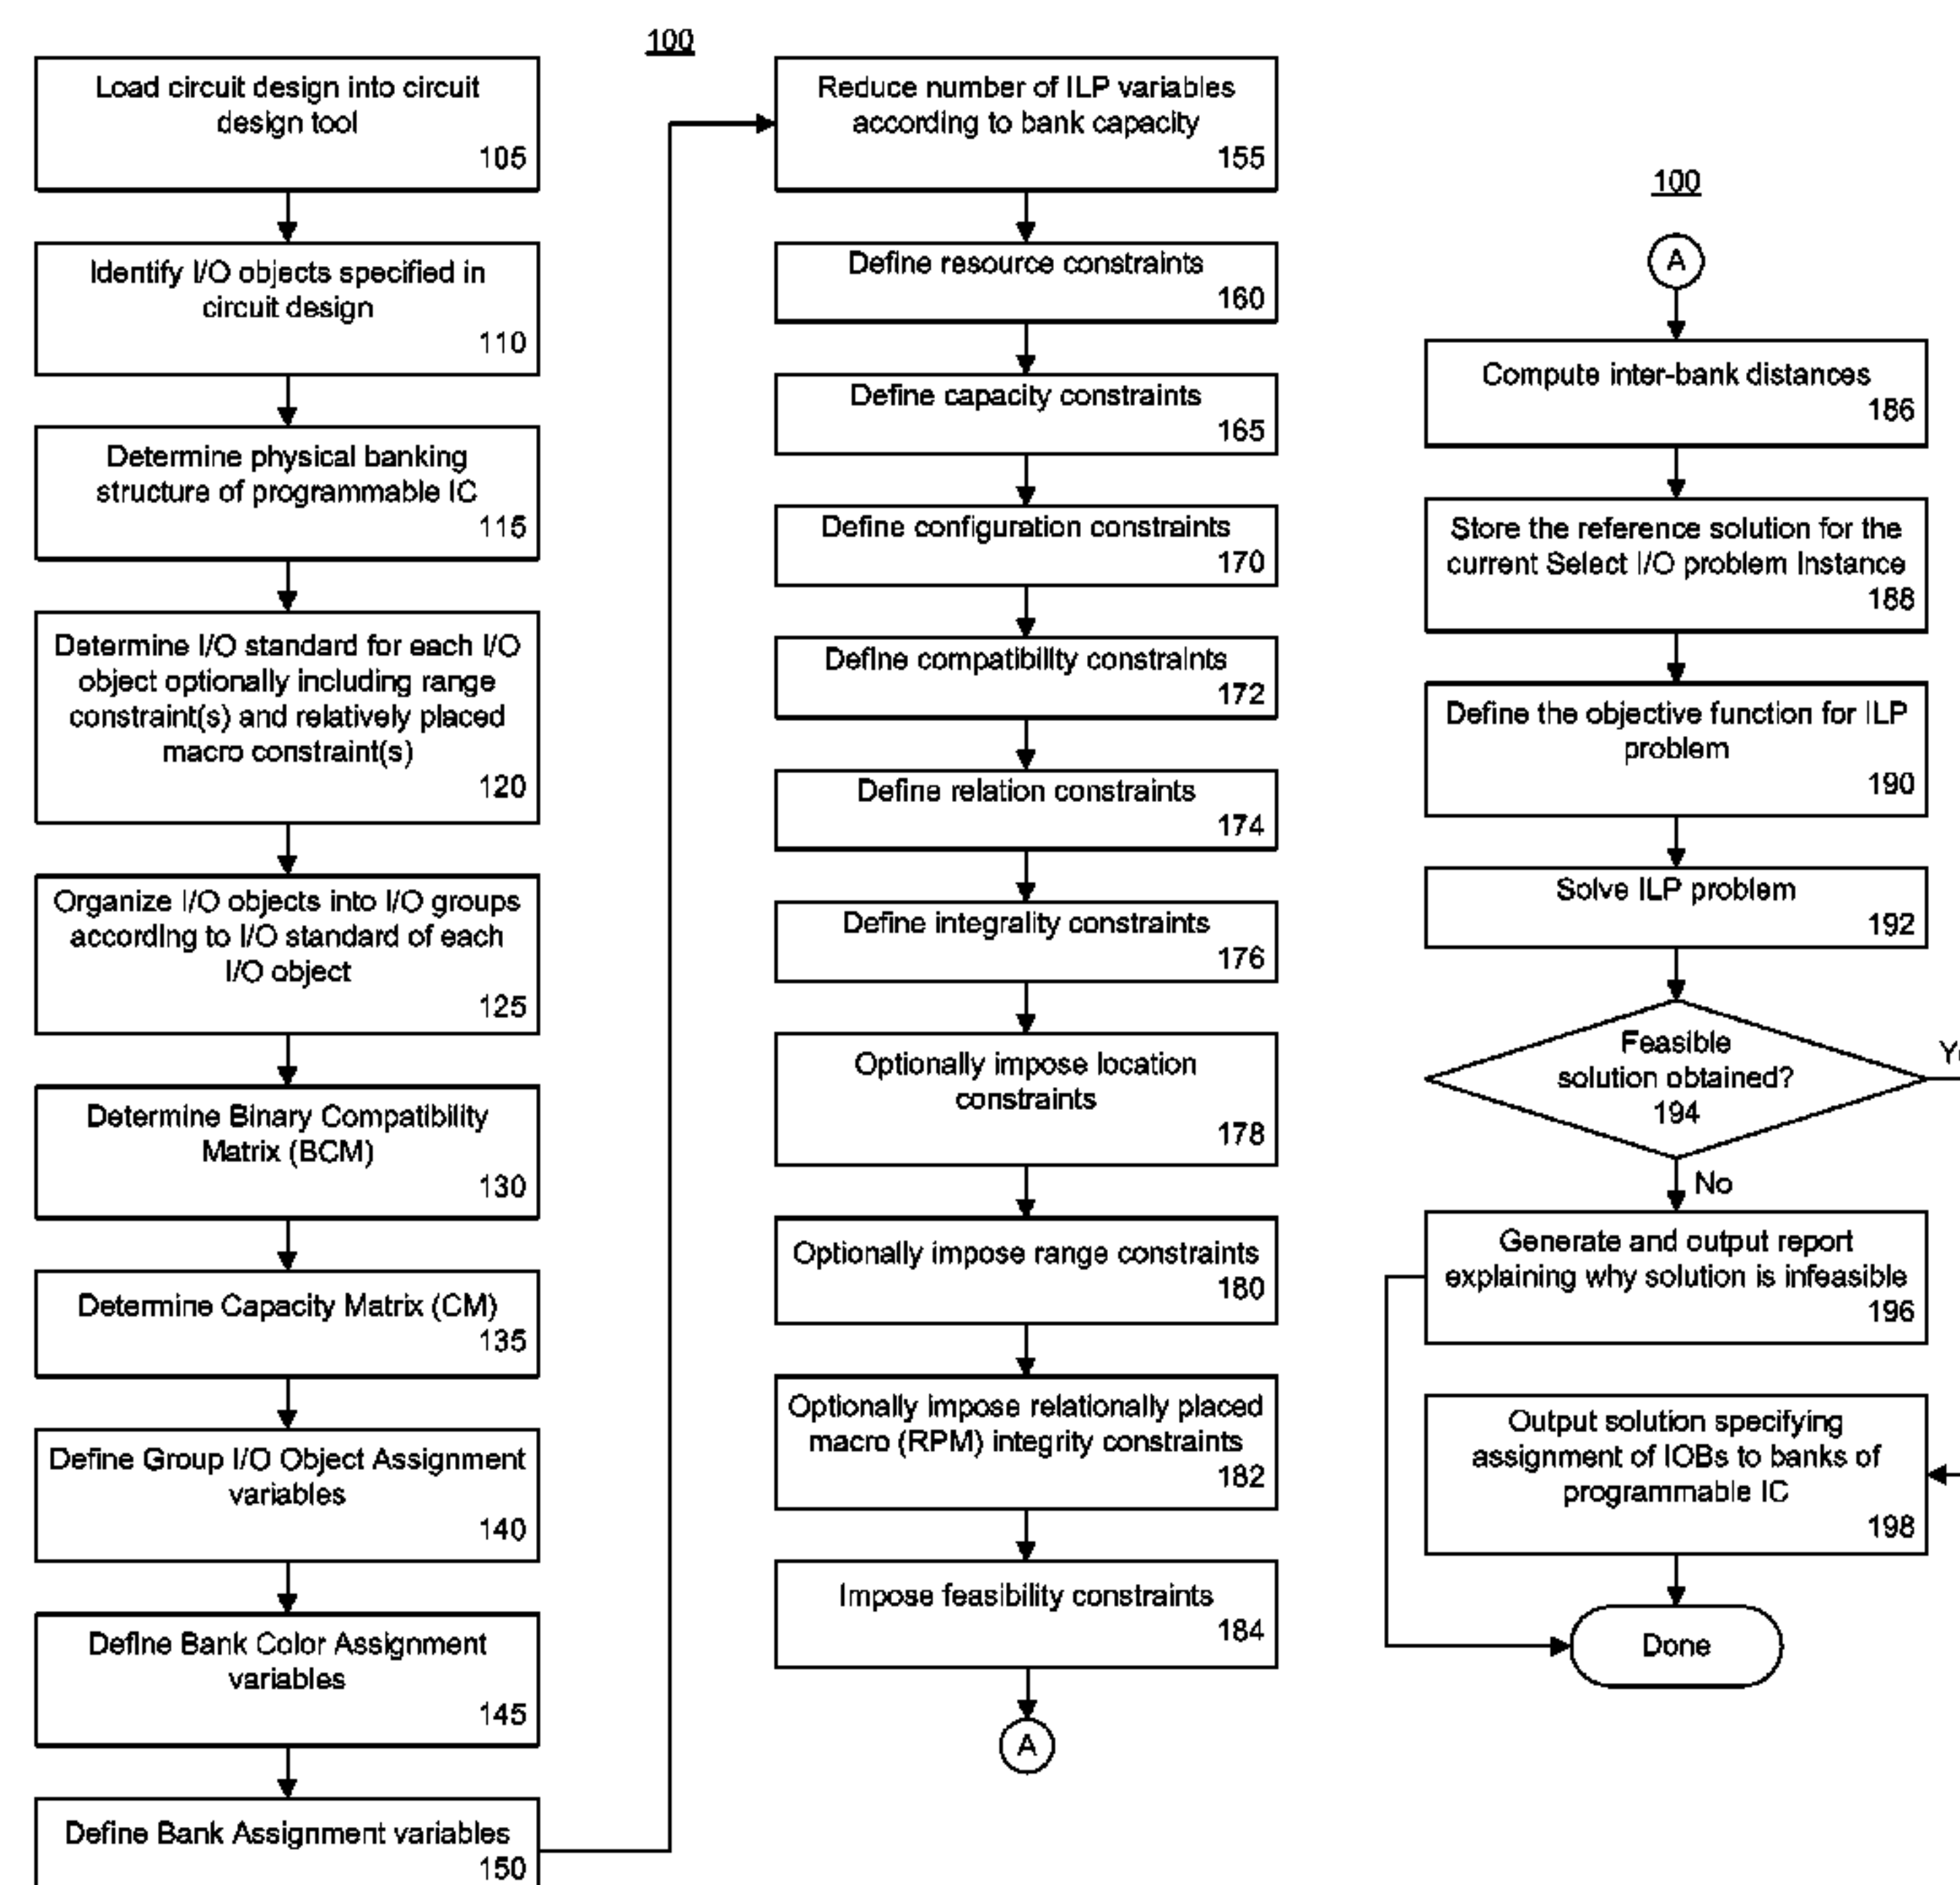 100
Load circuit design into circuit
design tool
105
Identify I/O objects specified in
circuit design
110
Determine physical banking
structure of programmable IC
115
Determine I/O standard for each I/O
object optionally including range
constraint(s) and relatively placed
macro constraint(s)
120
Organize I/O objects into I/O groups
according to I/O standard of each
I/O object
125
Determine Binary Compatibility
Matrix (BCM)
130
Determine Capacity Matrix (CM)
135
Define Group I/O Object Assignment
variables
140
Define Bank Color Assignment
variables
145
Define Bank Assignment variables
150
Reduce number of ILP variables
according to bank capacity
155
Define resource constraints
160
Define capacity constraints
165
Define configuration constraints
170
Define compatibility constraints
172
Define relation constraints
174
Define integrality constraints
176
Optionally impose location
constraints
178
Optionally impose range constraints
180
Optionally impose relationally placed
macro (RPM) integrity constraints
182
Impose feasibility constraints
184
A
100
A
Compute inter-bank distances
186
Store the reference solution for the
current Select I/O problem Instance
188
Define the objective function for ILP
problem
190
Solve ILP problem
192
Feasible
solution obtained?
194
No
Generate and output report
explaining why solution is infeasible
196
Output solution specifying
assignment of IOBs to banks of
programmable IC
198
Done